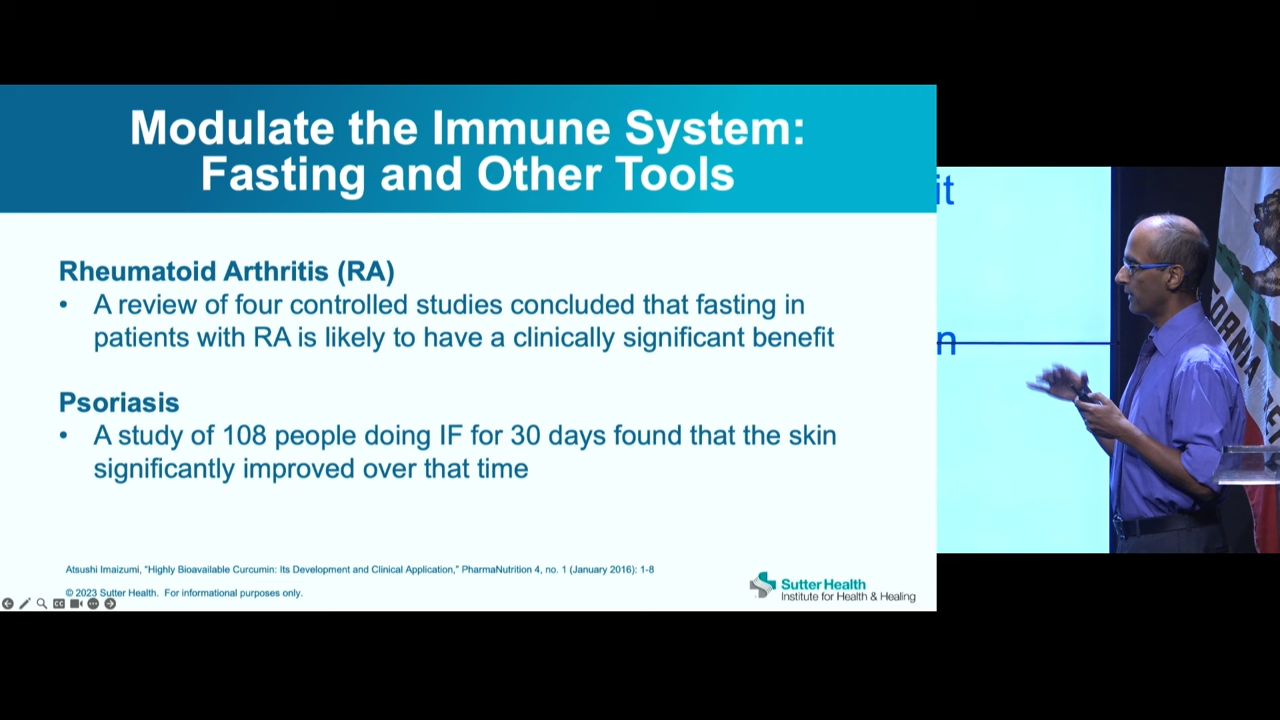 Modulate the Immune System:
Fasting and Other Tools
Rheumatoid Arthritis (RA)
• A review of four controlled studies concluded that fasting in
patients with RA is likely to have a clinically significant benefit
Psoriasis
• A study of 108 people doing IF for 30 days found that the skin
significantly improved over that time
Atsushi Imaizumi, "Highly Bioavailable Curcumin: Its Development and Clinical Application," PharmaNutrition 4, no. 1 (January 2016): 1-8
© 2023 Sutter Health. For informational purposes only.
Sutter Health
Institute for Health & Healing
it
n